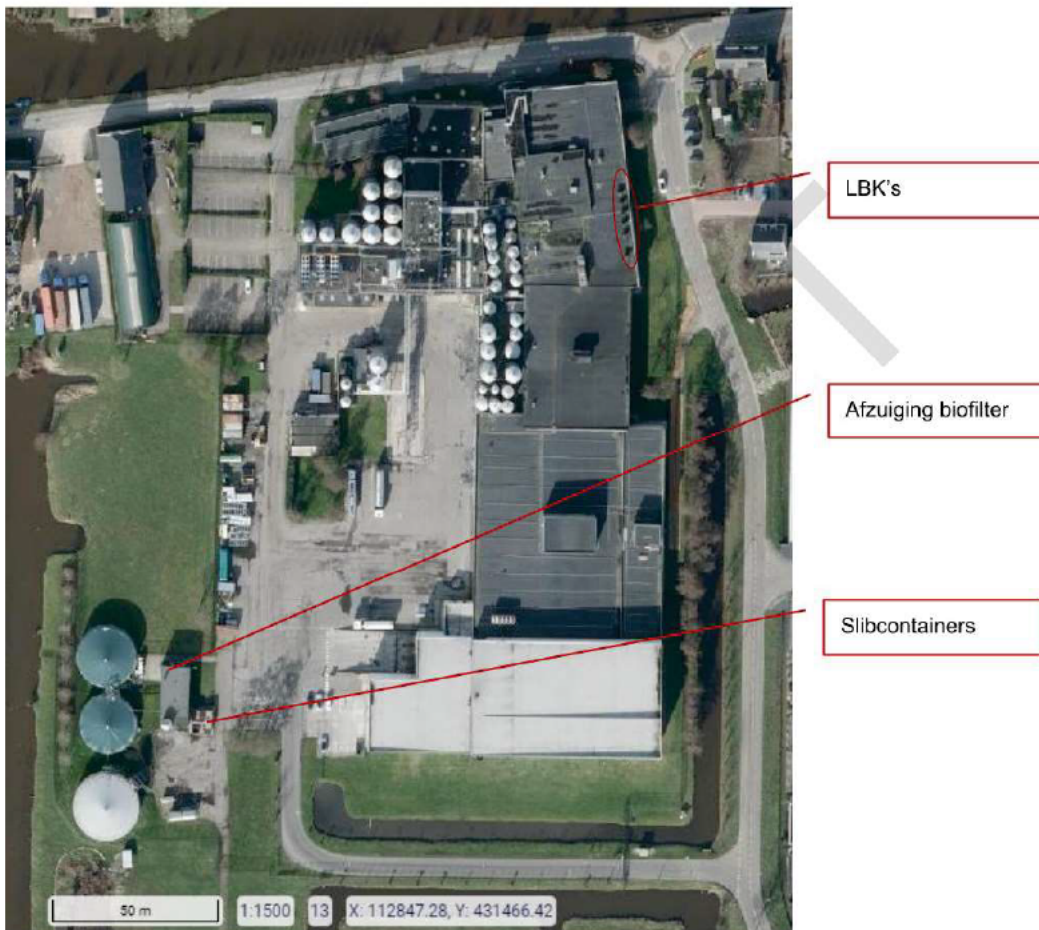 LBK's
Afzuiging biofilter
Slibcontainers
50 m
1:1500
13
X: 112847.28, Y: 431466.42